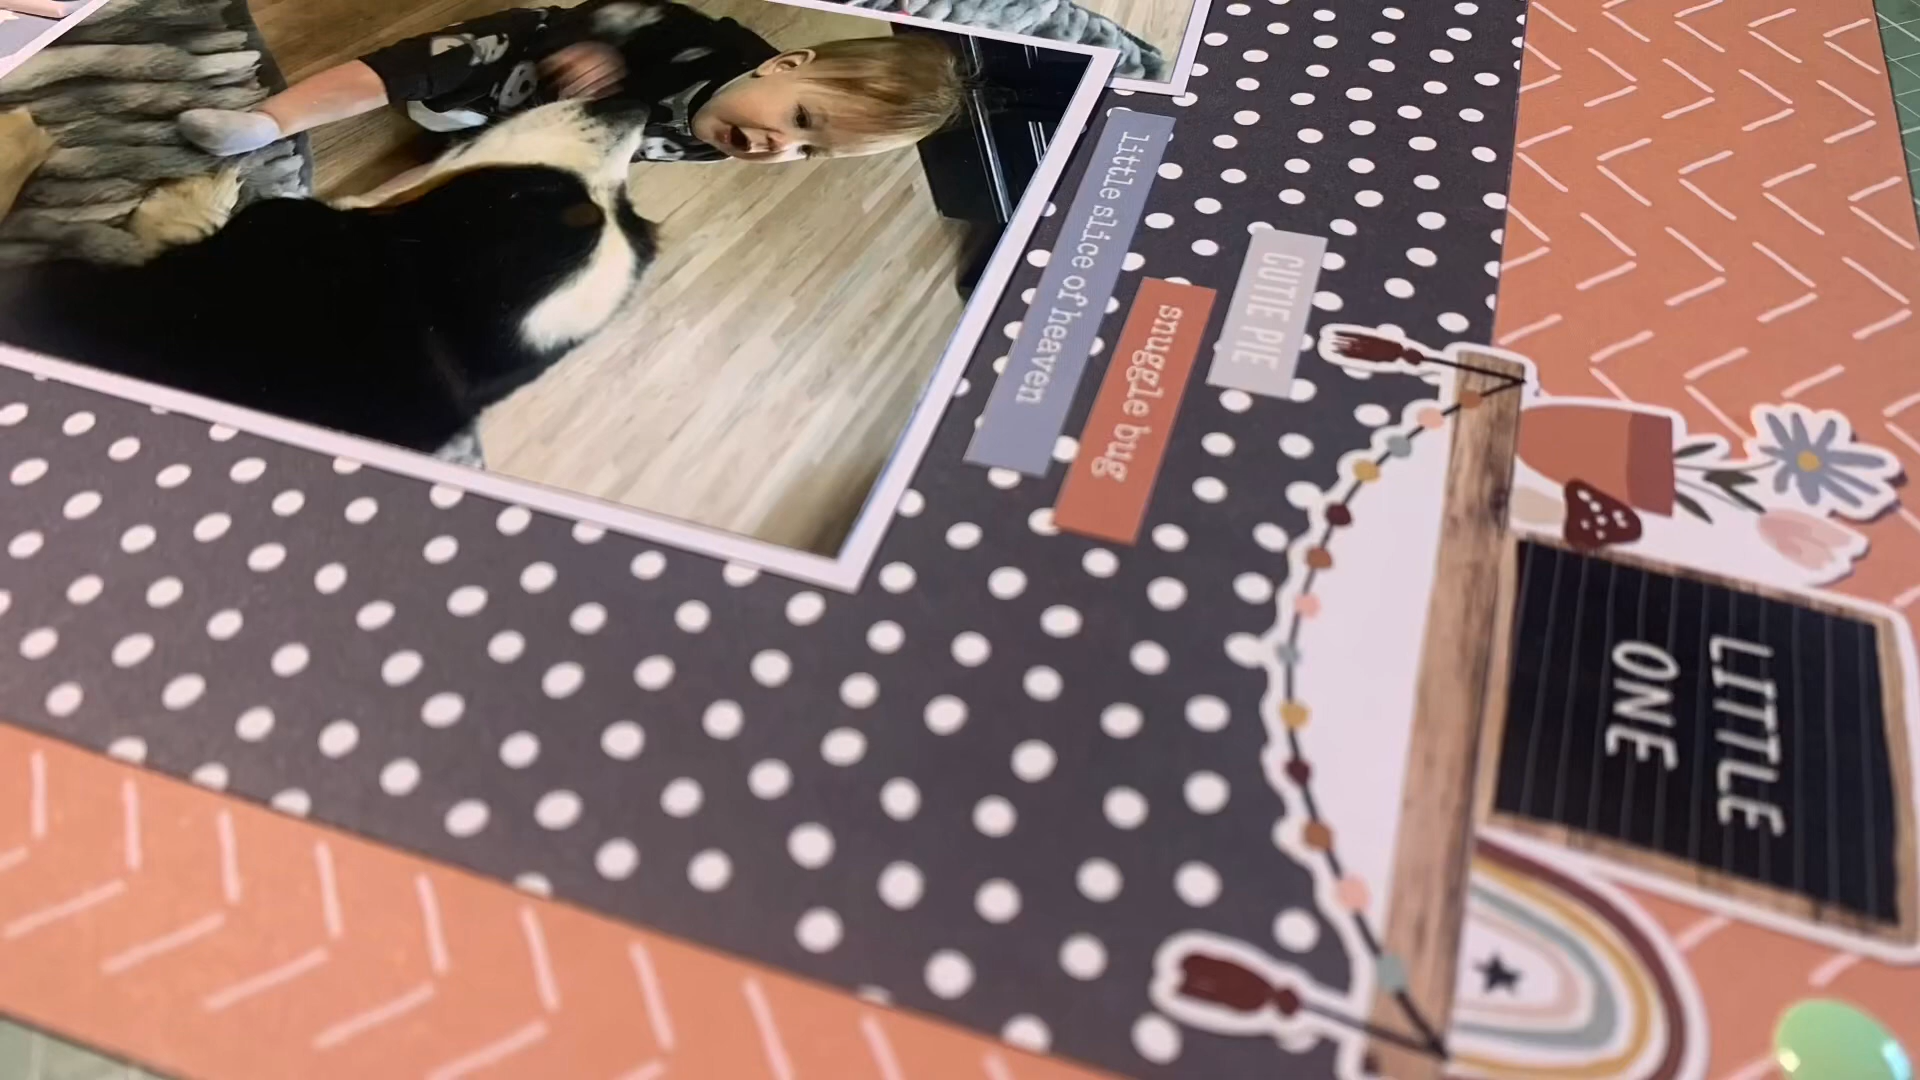 little slice of heaven
snuggle bug
CUTIE PIE
LITTLE
ONE